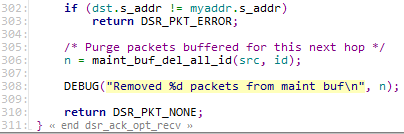 302:     if (dst.s_addr != myaddr.s_addr)
303:         return DSR_PKT_ERROR;
304:
305:     /* Purge packets buffered for this next hop */
306:     n = maint_buf_del_all_id(src, id);
307:
308:     DEBUG("Removed %d packets from maint buf\n", n);
309:
310:     return DSR_PKT_NONE;
311: } « end dsr_ack_opt_recv »